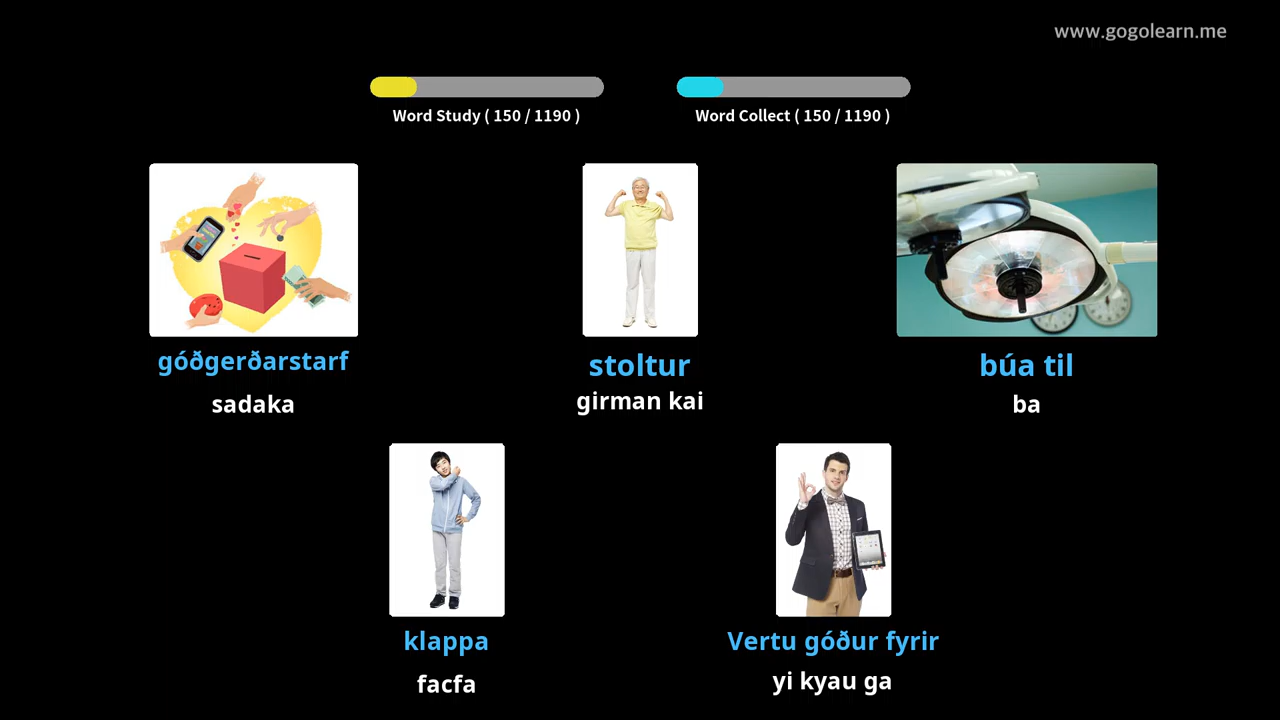 www.gogolearn.me
Word Study ( 150 / 1190 )
Word Collect ( 150 / 1190 )
góðgerðarstarf
sadaka
stoltur
girman kai
búa til
ba
klappa
facfa
Vertu góður fyrir
yi kyau ga